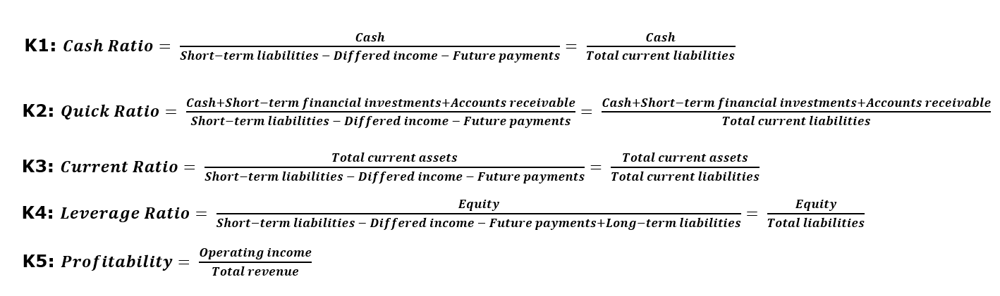 K1: Cash Ratio = Cash / Short−term liabilities − Differed income − Future payments = Cash / Total current liabilities
K2: Quick Ratio = Cash+Short−term financial investments+Accounts receivable / Short−term liabilities − Differed income − Future payments = Cash+Short−term financial investments+Accounts receivable / Total current liabilities
K3: Current Ratio = Total current assets / Short−term liabilities − Differed income − Future payments = Total current assets / Total current liabilities
K4: Leverage Ratio = Equity / Short−term liabilities − Differed income − Future payments+Long−term liabilities = Equity / Total liabilities
K5: Profitability = Operating income / Total revenue